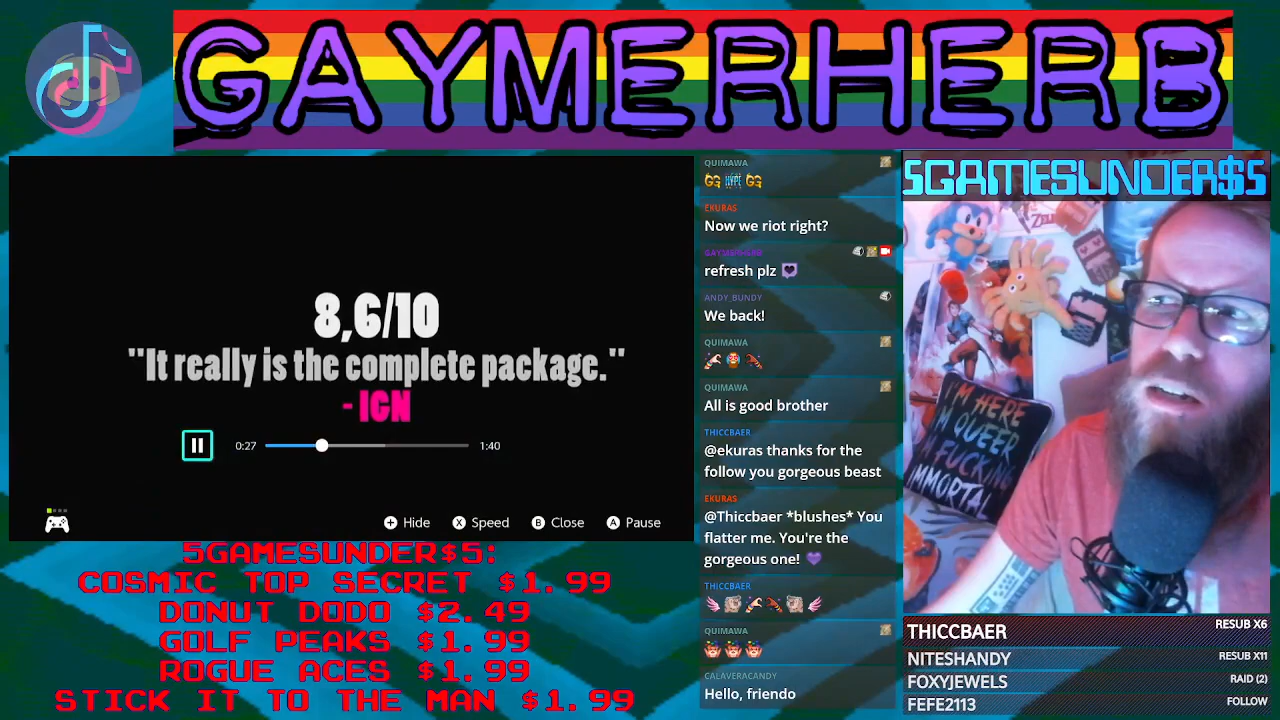 GAYMERHERB
8,6/10
"It really is the complete package."
- IGN
0:27
1:40
+ Hide
X Speed
B Close
A Pause
5GAMESUNDER$5:
COSMIC TOP SECRET $1.99
DONUT DODO $2.49
GOLF PEAKS $1.99
ROGUE ACES $1.99
STICK IT TO THE MAN $1.99
QUIMAWA
GG HYPE GG
EKURAS
Now we riot right?
GAYMERHERB
refresh plz
ANDY_BUNDY
We back!
QUIMAWA
QUIMAWA
All is good brother
THICCBAER
@ekuras thanks for the
follow you gorgeous beast
EKURAS
@Thiccbaer *blushes* You
flatter me. You're the
gorgeous one! 💜
THICCBAER
QUIMAWA
CALAVERACANDY
Hello, friendo
5GAMESUNDER$5
I'M HERE
I'M QUEER
IMMORTAL
THICCBAER RESUB X6
NITESHANDY RESUB X11
FOXYJEWELS RAID (2)
FEFE2113 FOLLOW